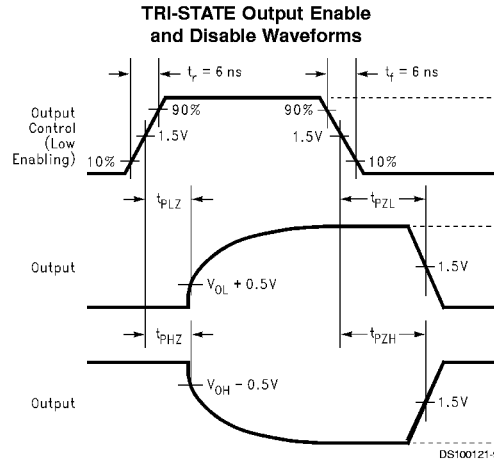 TRI-STATE Output Enable
and Disable Waveforms
tr = 6 ns
tf = 6 ns
Output
Control
(Low
Enabling)
90%
90%
1.5V
1.5V
10%
10%
tPLZ
tPZL
Output
1.5V
VOL + 0.5V
tPHZ
tPZH
VOH − 0.5V
Output
1.5V